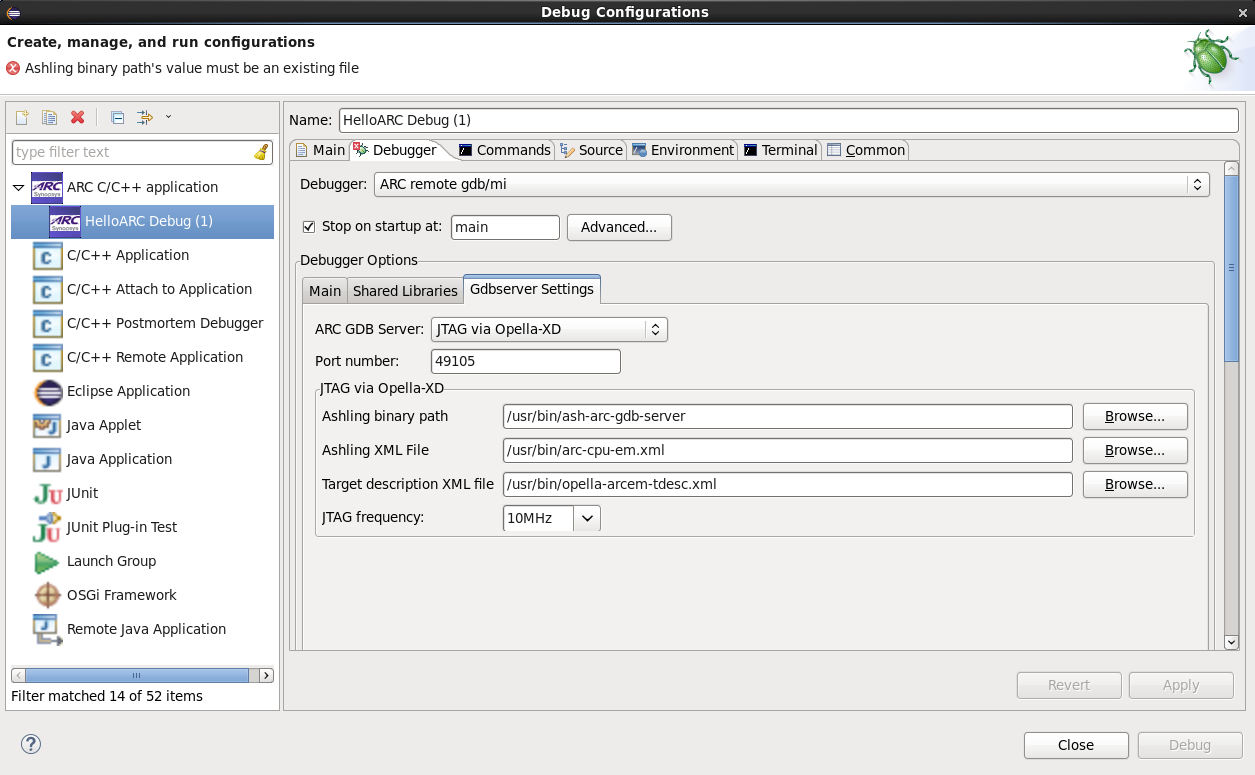 Debug Configurations
Create, manage, and run configurations
Ashling binary path's value must be an existing file
type filter text
ARC C/C++ application
HelloARC Debug (1)
C/C++ Application
C/C++ Attach to Application
C/C++ Postmortem Debugger
C/C++ Remote Application
Eclipse Application
Java Applet
Java Application
JUnit
JUnit Plug-in Test
Launch Group
OSGi Framework
Remote Java Application
Filter matched 14 of 52 items
Name: HelloARC Debug (1)
Main Debugger Commands Source Environment Terminal Common
Debugger: ARC remote gdb/mi
Stop on startup at: main Advanced...
Debugger Options
Main Shared Libraries Gdbserver Settings
ARC GDB Server: JTAG via Opella-XD
Port number: 49105
JTAG via Opella-XD
Ashling binary path /usr/bin/ash-arc-gdb-server Browse...
Ashling XML File /usr/bin/arc-cpu-em.xml Browse...
Target description XML file /usr/bin/opella-arcem-tdesc.xml Browse...
JTAG frequency: 10MHz
Revert Apply
Close Debug